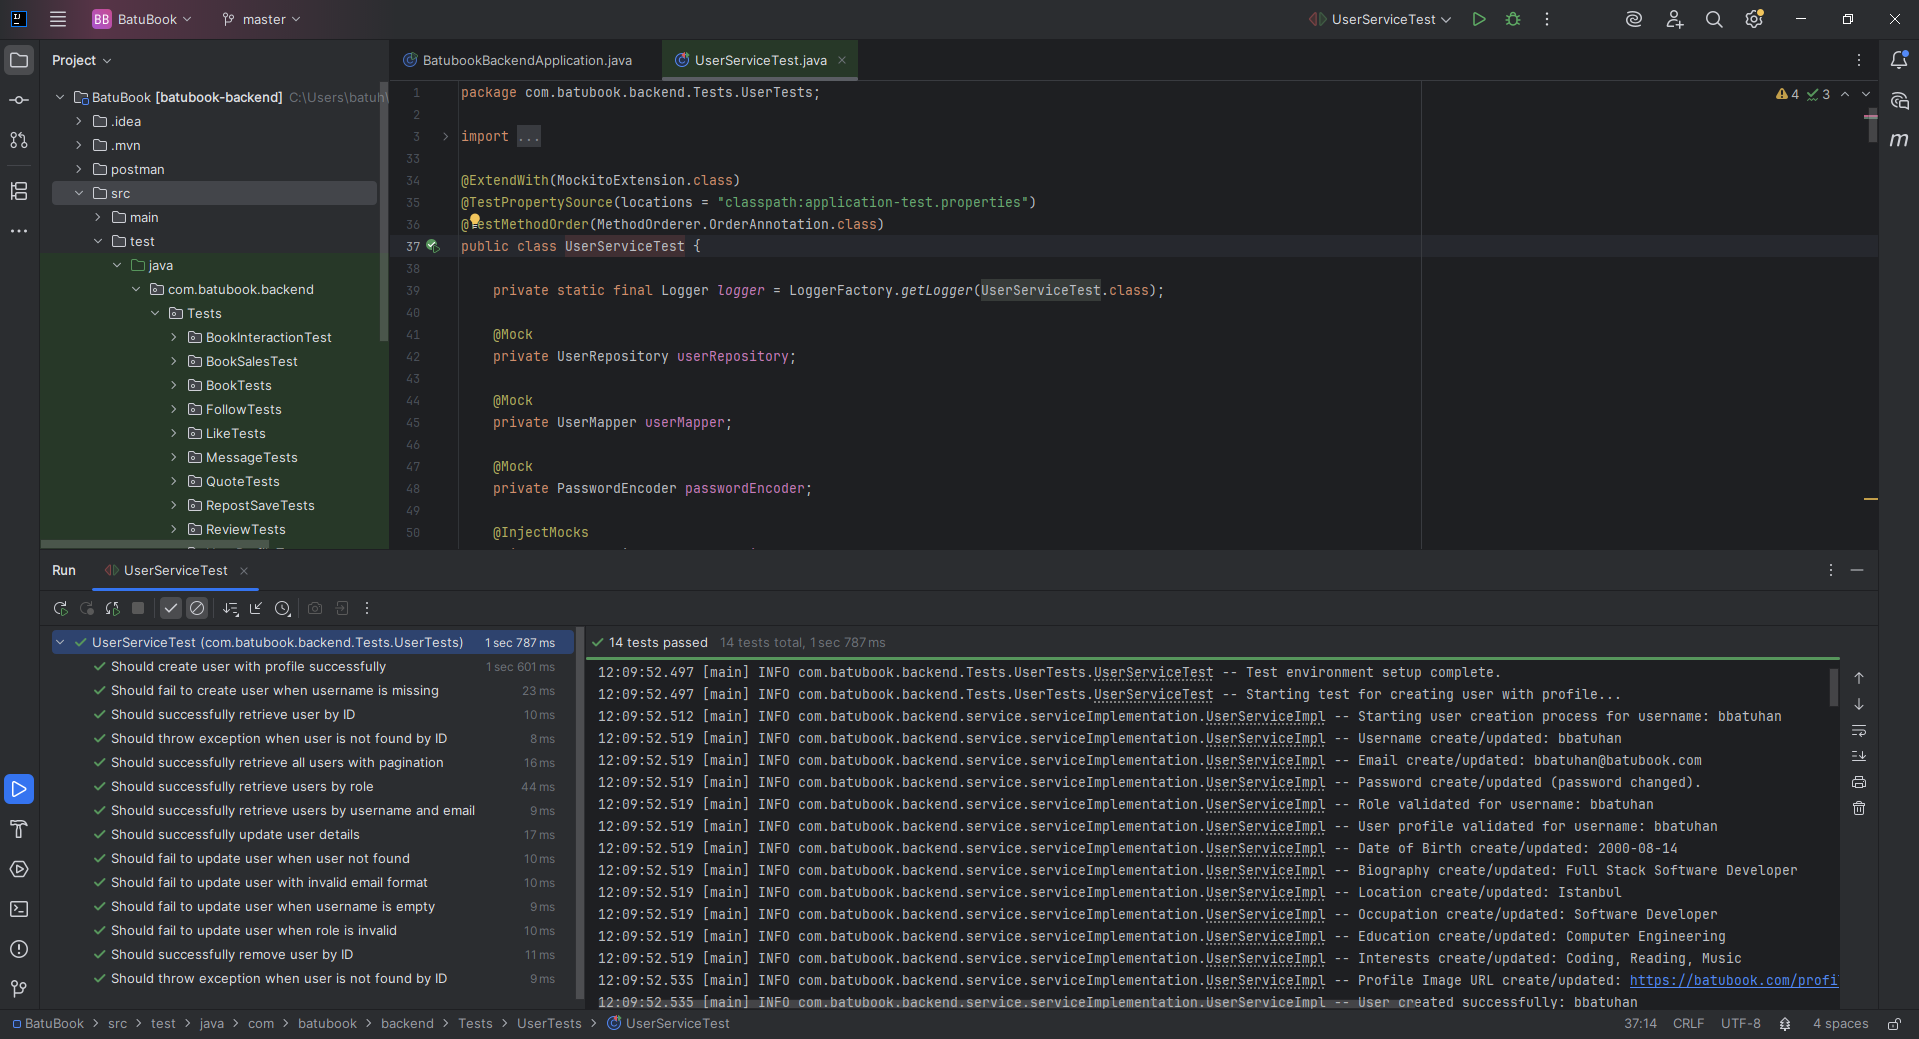 BB BatuBook master UserServiceTest
Project
BatuBook [batubook-backend] C:\Users\batuh\
.idea
.mvn
postman
src
main
test
java
com.batubook.backend
Tests
BookInteractionTest
BookSalesTest
BookTests
FollowTests
LikeTests
MessageTests
QuoteTests
RepostSaveTests
ReviewTests
BatubookBackendApplication.java UserServiceTest.java
4 3
1 package com.batubook.backend.Tests.UserTests;
2
3 import ...
33
34 @ExtendWith(MockitoExtension.class)
35 @TestPropertySource(locations = "classpath:application-test.properties")
36 @TestMethodOrder(MethodOrderer.OrderAnnotation.class)
37 public class UserServiceTest {
38
39 private static final Logger logger = LoggerFactory.getLogger(UserServiceTest.class);
40
41 @Mock
42 private UserRepository userRepository;
43
44 @Mock
45 private UserMapper userMapper;
46
47 @Mock
48 private PasswordEncoder passwordEncoder;
49
50 @InjectMocks
m
Run UserServiceTest
UserServiceTest (com.batubook.backend.Tests.UserTests) 1 sec 787 ms
Should create user with profile successfully 1 sec 601 ms
Should fail to create user when username is missing 23 ms
Should successfully retrieve user by ID 10 ms
Should throw exception when user is not found by ID 8 ms
Should successfully retrieve all users with pagination 16 ms
Should successfully retrieve users by role 44 ms
Should successfully retrieve users by username and email 9 ms
Should successfully update user details 17 ms
Should fail to update user when user not found 10 ms
Should fail to update user with invalid email format 10 ms
Should fail to update user when username is empty 9 ms
Should fail to update user when role is invalid 10 ms
Should successfully remove user by ID 11 ms
Should throw exception when user is not found by ID 9 ms
14 tests passed 14 tests total, 1 sec 787 ms
12:09:52.497 [main] INFO com.batubook.backend.Tests.UserTests.UserServiceTest -- Test environment setup complete.
12:09:52.497 [main] INFO com.batubook.backend.Tests.UserTests.UserServiceTest -- Starting test for creating user with profile...
12:09:52.512 [main] INFO com.batubook.backend.service.serviceImplementation.UserServiceImpl -- Starting user creation process for username: bbatuhan
12:09:52.519 [main] INFO com.batubook.backend.service.serviceImplementation.UserServiceImpl -- Username create/updated: bbatuhan
12:09:52.519 [main] INFO com.batubook.backend.service.serviceImplementation.UserServiceImpl -- Email create/updated: bbatuhan@batubook.com
12:09:52.519 [main] INFO com.batubook.backend.service.serviceImplementation.UserServiceImpl -- Password create/updated (password changed).
12:09:52.519 [main] INFO com.batubook.backend.service.serviceImplementation.UserServiceImpl -- Role validated for username: bbatuhan
12:09:52.519 [main] INFO com.batubook.backend.service.serviceImplementation.UserServiceImpl -- User profile validated for username: bbatuhan
12:09:52.519 [main] INFO com.batubook.backend.service.serviceImplementation.UserServiceImpl -- Date of Birth create/updated: 2000-08-14
12:09:52.519 [main] INFO com.batubook.backend.service.serviceImplementation.UserServiceImpl -- Biography create/updated: Full Stack Software Developer
12:09:52.519 [main] INFO com.batubook.backend.service.serviceImplementation.UserServiceImpl -- Location create/updated: Istanbul
12:09:52.519 [main] INFO com.batubook.backend.service.serviceImplementation.UserServiceImpl -- Occupation create/updated: Software Developer
12:09:52.519 [main] INFO com.batubook.backend.service.serviceImplementation.UserServiceImpl -- Education create/updated: Computer Engineering
12:09:52.519 [main] INFO com.batubook.backend.service.serviceImplementation.UserServiceImpl -- Interests create/updated: Coding, Reading, Music
12:09:52.535 [main] INFO com.batubook.backend.service.serviceImplementation.UserServiceImpl -- Profile Image URL create/updated: https://batubook.com/profi
12:09:52.535 [main] INFO com.batubook.backend.service.serviceImplementation.UserServiceImpl -- User created successfully: bbatuhan
BatuBook > src > test > java > com > batubook > backend > Tests > UserTests > UserServiceTest 37:14 CRLF UTF-8 4 spaces